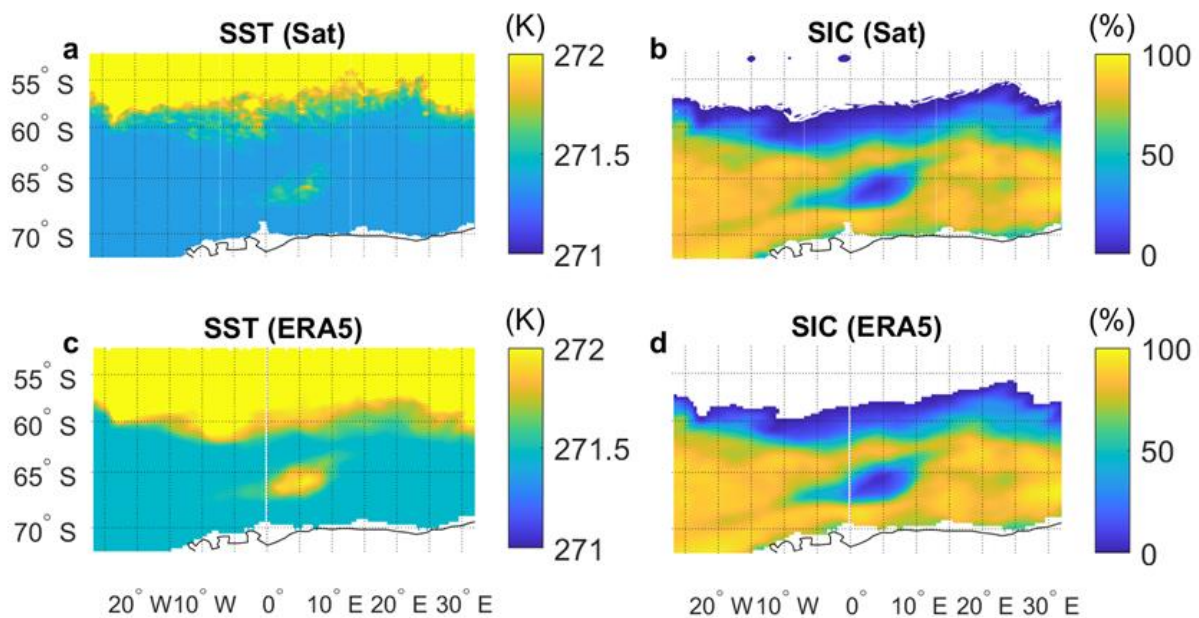 a SST (Sat) (K)
272
271.5
271
55° S
60° S
65° S
70° S
b SIC (Sat) (%)
100
50
0
c SST (ERA5) (K)
272
271.5
271
55° S
60° S
65° S
70° S
20° W 10° W 0° 10° E 20° E 30° E
d SIC (ERA5) (%)
100
50
0
20° W 10° W 0° 10° E 20° E 30° E